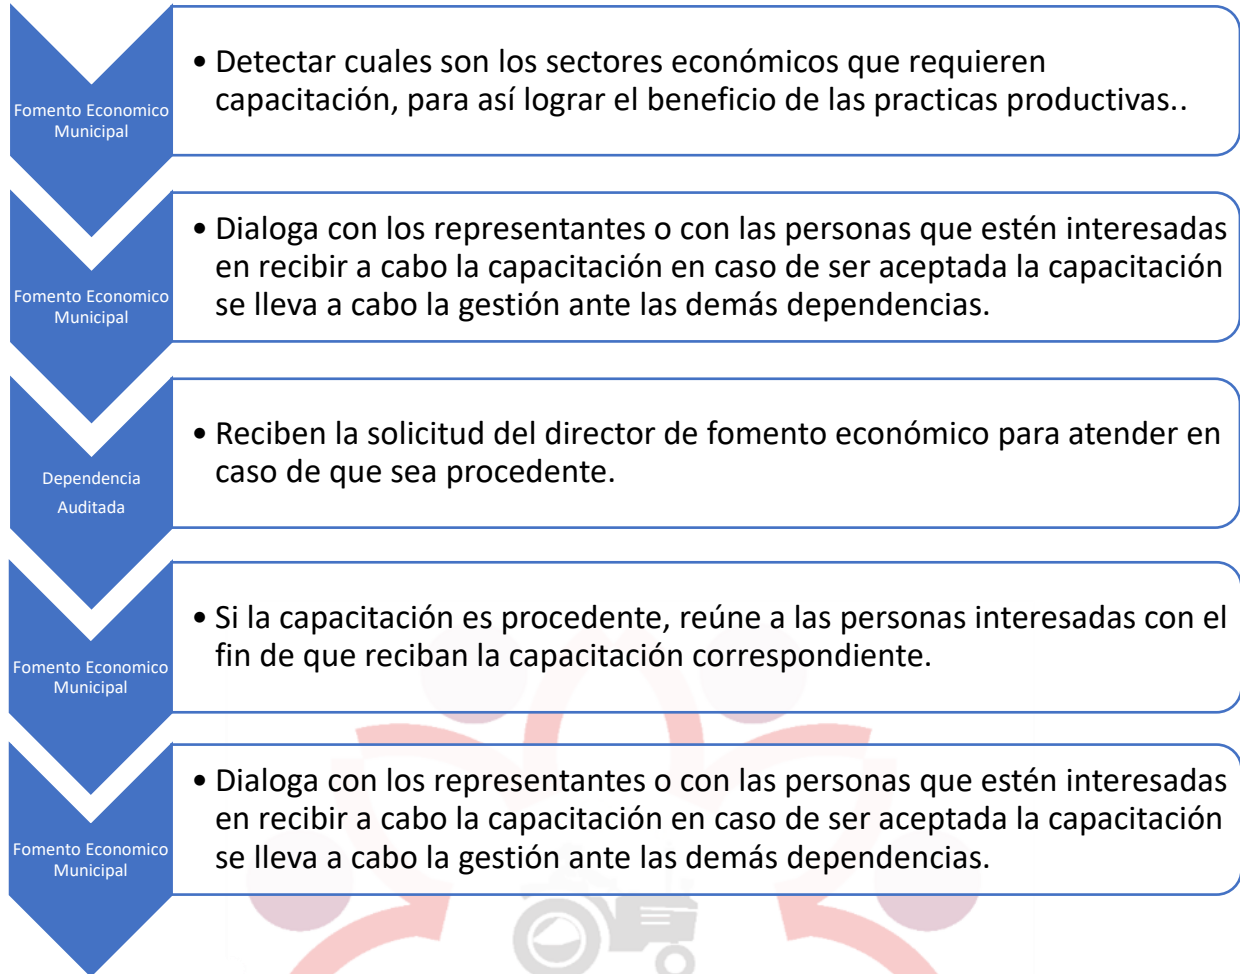 Fomento Economico
Municipal
• Detectar cuales son los sectores económicos que requieren
capacitación, para así lograr el beneficio de las practicas productivas..
Fomento Economico
Municipal
• Dialoga con los representantes o con las personas que estén interesadas
en recibir a cabo la capacitación en caso de ser aceptada la capacitación
se lleva a cabo la gestión ante las demás dependencias.
Dependencia
Auditada
• Reciben la solicitud del director de fomento económico para atender en
caso de que sea procedente.
Fomento Economico
Municipal
• Si la capacitación es procedente, reúne a las personas interesadas con el
fin de que reciban la capacitación correspondiente.
Fomento Economico
Municipal
• Dialoga con los representantes o con las personas que estén interesadas
en recibir a cabo la capacitación en caso de ser aceptada la capacitación
se lleva a cabo la gestión ante las demás dependencias.